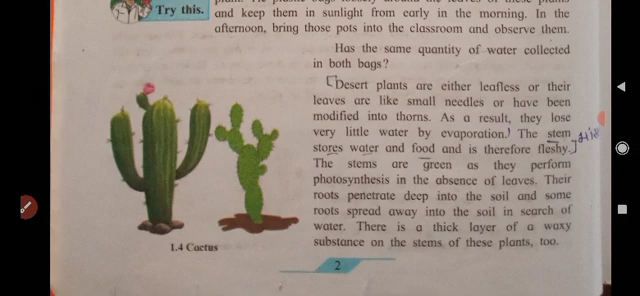 Try this.
and keep them in sunlight from early in the morning. In the
afternoon, bring those pots into the classroom and observe them.
Has the same quantity of water collected
in both bags?
Desert plants are either leafless or their
leaves are like small needles or have been
modified into thorns. As a result, they lose
very little water by evaporation. The stem
stores water and food and is therefore fleshy.
The stems are green as they perform
photosynthesis in the absence of leaves. Their
roots penetrate deep into the soil and some
roots spread away into the soil in search of
water. There is a thick layer of a waxy
substance on the stems of these plants, too.
1.4 Cactus
2